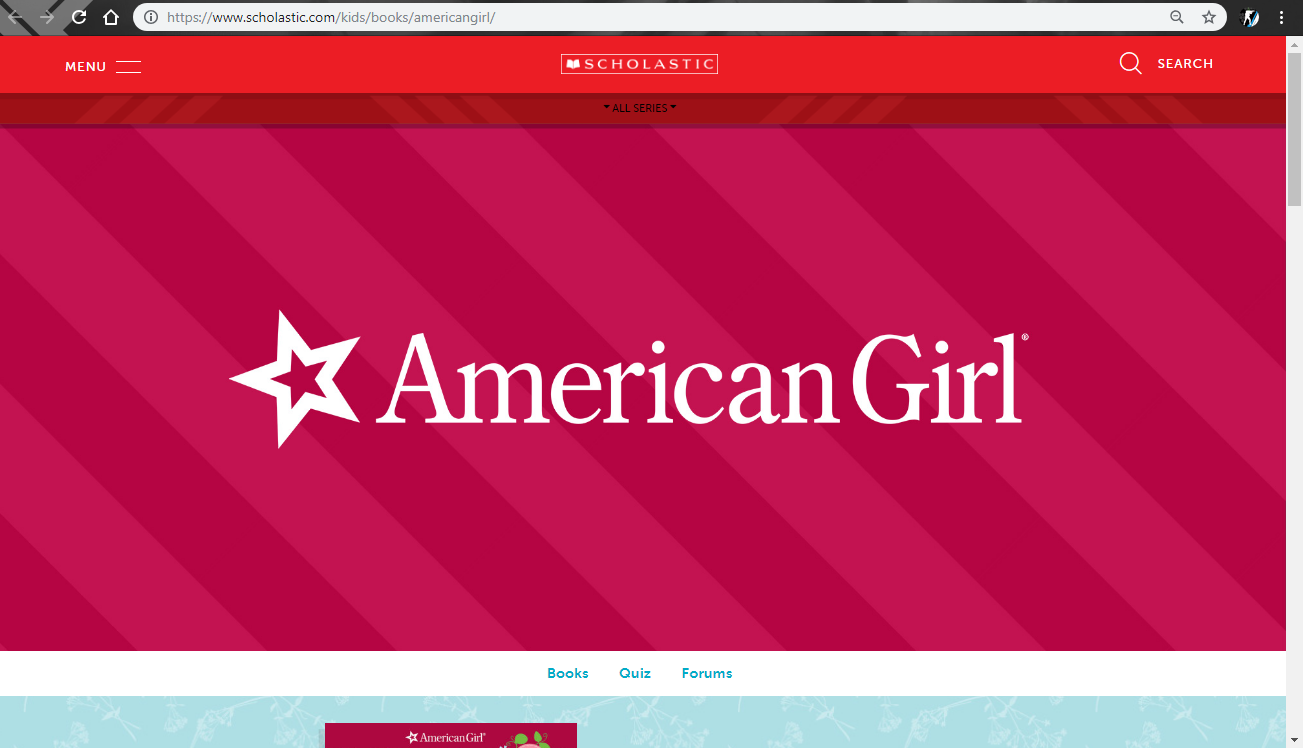 https://www.scholastic.com/kids/books/americangirl/
MENU
SCHOLASTIC
SEARCH
ALL SERIES
American Girl®
Books Quiz Forums
American Girl®